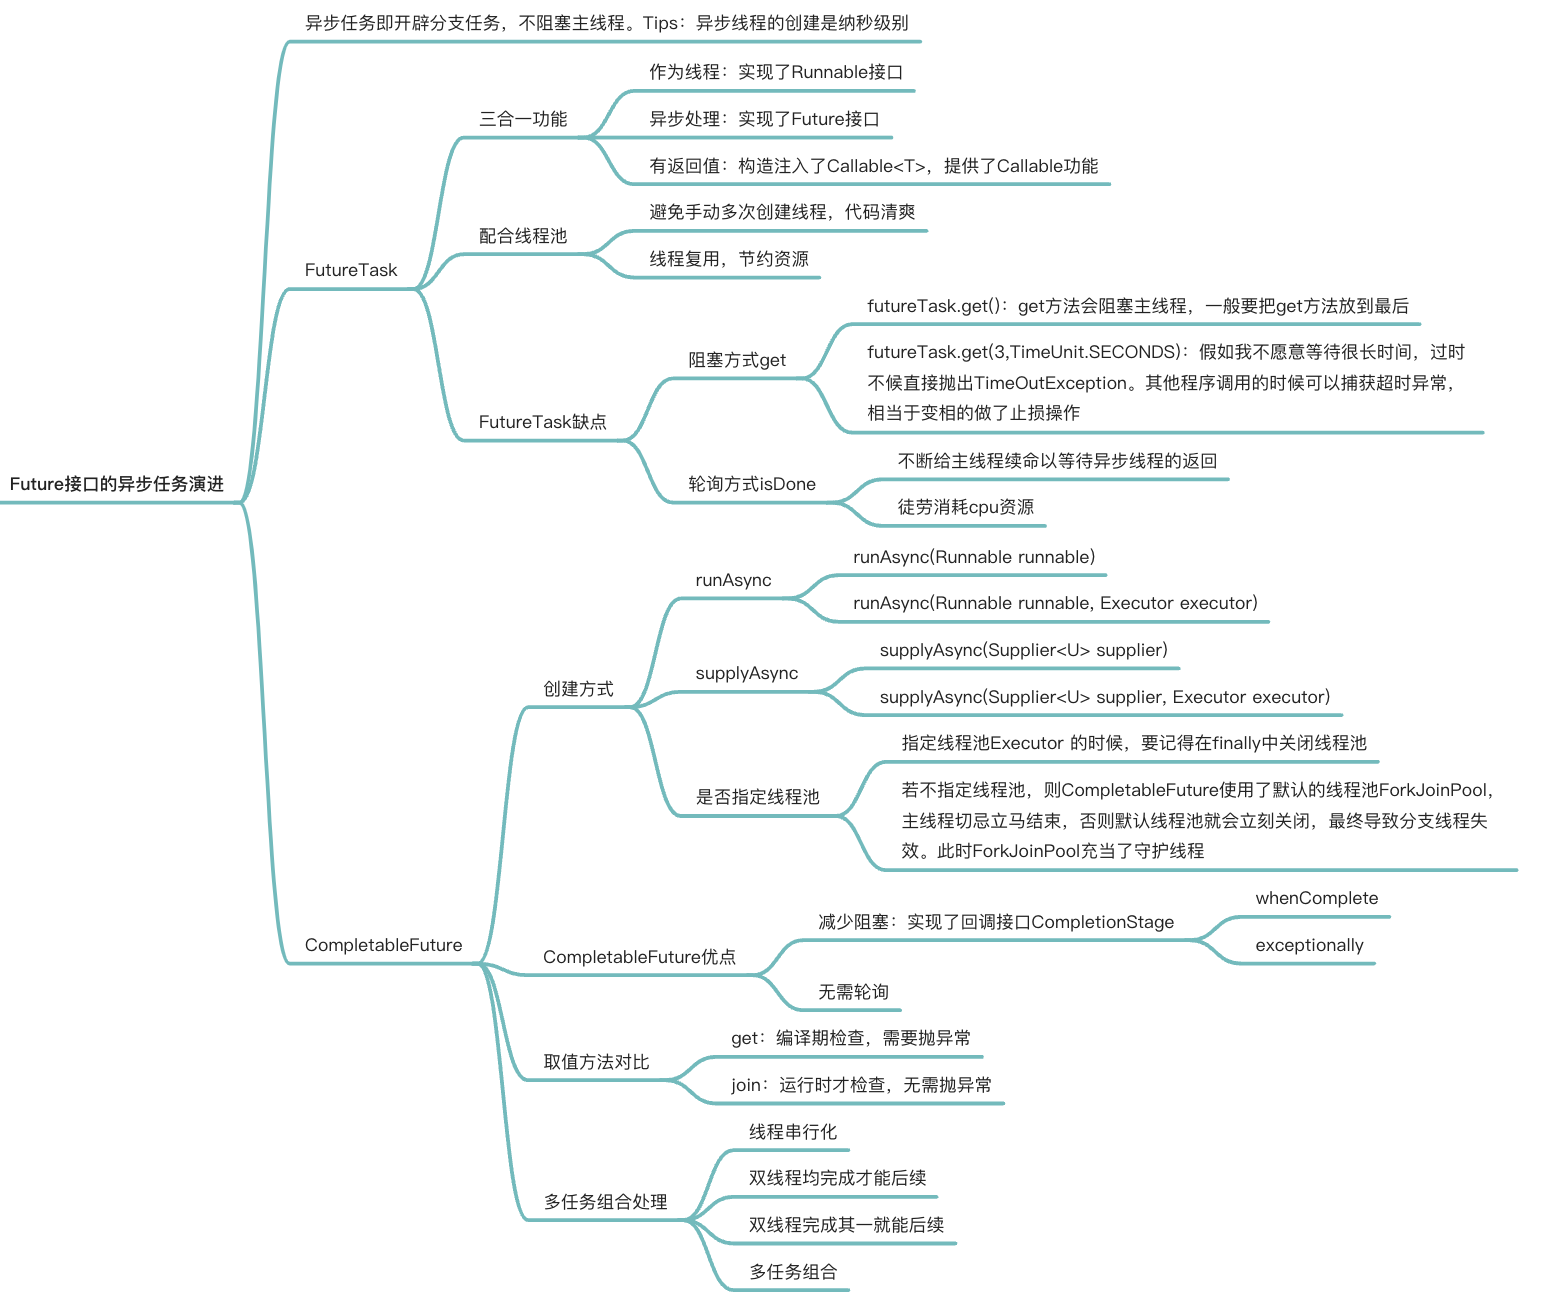 Future接口的异步任务演进
异步任务即开辟分支任务，不阻塞主线程。Tips：异步线程的创建是纳秒级别
FutureTask
三合一功能
作为线程：实现了Runnable接口
异步处理：实现了Future接口
有返回值：构造注入了Callable<T>，提供了Callable功能
配合线程池
避免手动多次创建线程，代码清爽
线程复用，节约资源
FutureTask缺点
阻塞方式get
futureTask.get()：get方法会阻塞主线程，一般要把get方法放到最后
futureTask.get(3,TimeUnit.SECONDS)：假如我不愿意等待很长时间，过时
不候直接抛出TimeOutException。其他程序调用的时候可以捕获超时异常，
相当于变相的做了止损操作
轮询方式isDone
不断给主线程续命以等待异步线程的返回
徒劳消耗cpu资源
CompletableFuture
创建方式
runAsync
runAsync(Runnable runnable)
runAsync(Runnable runnable, Executor executor)
supplyAsync
supplyAsync(Supplier<U> supplier)
supplyAsync(Supplier<U> supplier, Executor executor)
是否指定线程池
指定线程池Executor 的时候，要记得在finally中关闭线程池
若不指定线程池，则CompletableFuture使用了默认的线程池ForkJoinPool，
主线程切忌立马结束，否则默认线程池就会立刻关闭，最终导致分支线程失
效。此时ForkJoinPool充当了守护线程
CompletableFuture优点
减少阻塞：实现了回调接口CompletionStage
whenComplete
exceptionally
无需轮询
取值方法对比
get：编译期检查，需要抛异常
join：运行时才检查，无需抛异常
多任务组合处理
线程串行化
双线程均完成才能后续
双线程完成其一就能后续
多任务组合